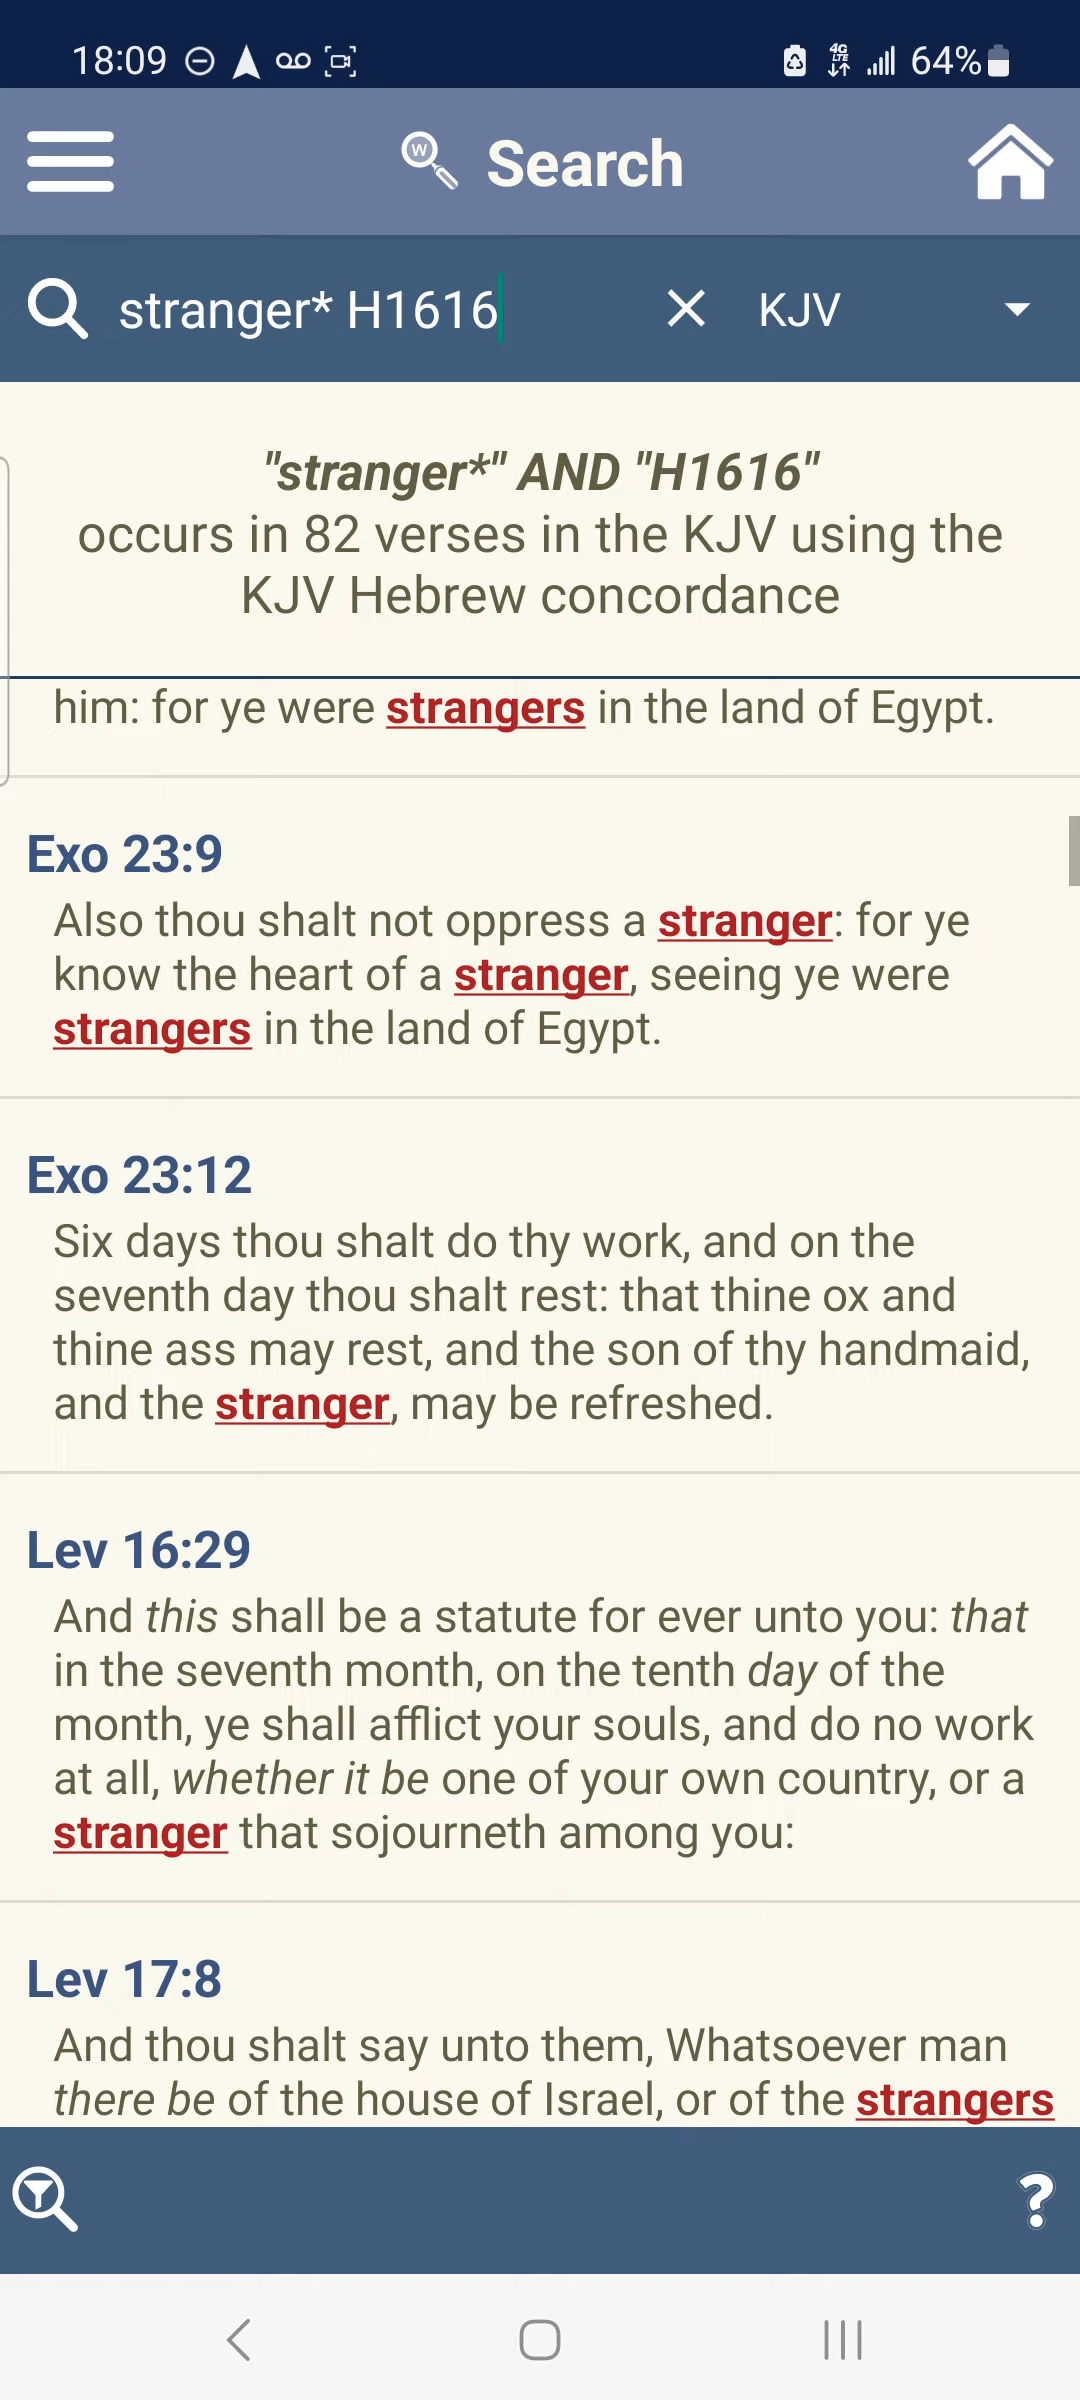 18:09
4G
LTE
64%
W
Search
stranger* H1616
KJV
"stranger*" AND "H1616"
occurs in 82 verses in the KJV using the
KJV Hebrew concordance
him: for ye were strangers in the land of Egypt.
Exo 23:9
Also thou shalt not oppress a stranger: for ye
know the heart of a stranger, seeing ye were
strangers in the land of Egypt.
Exo 23:12
Six days thou shalt do thy work, and on the
seventh day thou shalt rest: that thine ox and
thine ass may rest, and the son of thy handmaid,
and the stranger, may be refreshed.
Lev 16:29
And this shall be a statute for ever unto you: that
in the seventh month, on the tenth day of the
month, ye shall afflict your souls, and do no work
at all, whether it be one of your own country, or a
stranger that sojourneth among you:
Lev 17:8
And thou shalt say unto them, Whatsoever man
there be of the house of Israel, or of the strangers
?